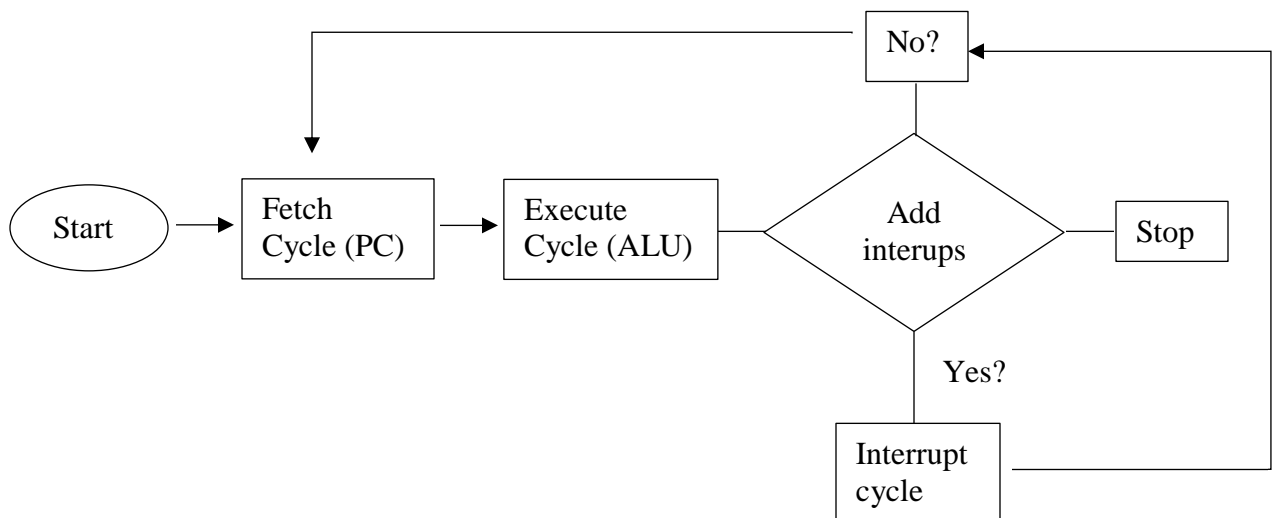 No?
Start
Fetch
Cycle (PC)
Execute
Cycle (ALU)
Add
interups
Stop
Yes?
Interrupt
cycle